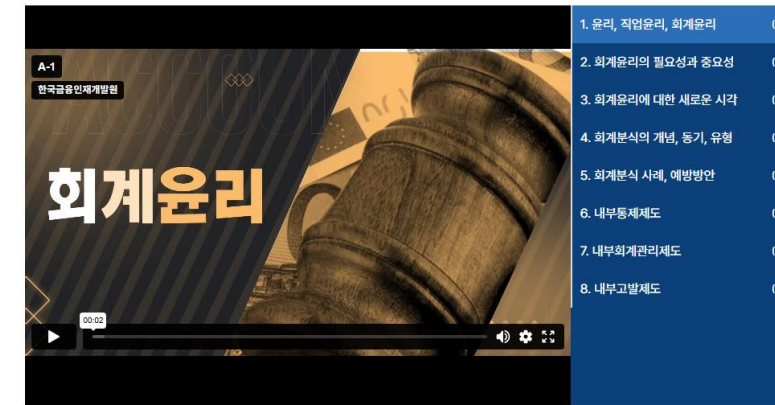 A-1
한국금융인재개발원
ACCOUN
회계윤리
00:02
1. 윤리, 직업윤리, 회계윤리
2. 회계윤리의 필요성과 중요성
3. 회계윤리에 대한 새로운 시각
4. 회계분식의 개념, 동기, 유형
5. 회계분식 사례, 예방방안
6. 내부통제제도
7. 내부회계관리제도
8. 내부고발제도